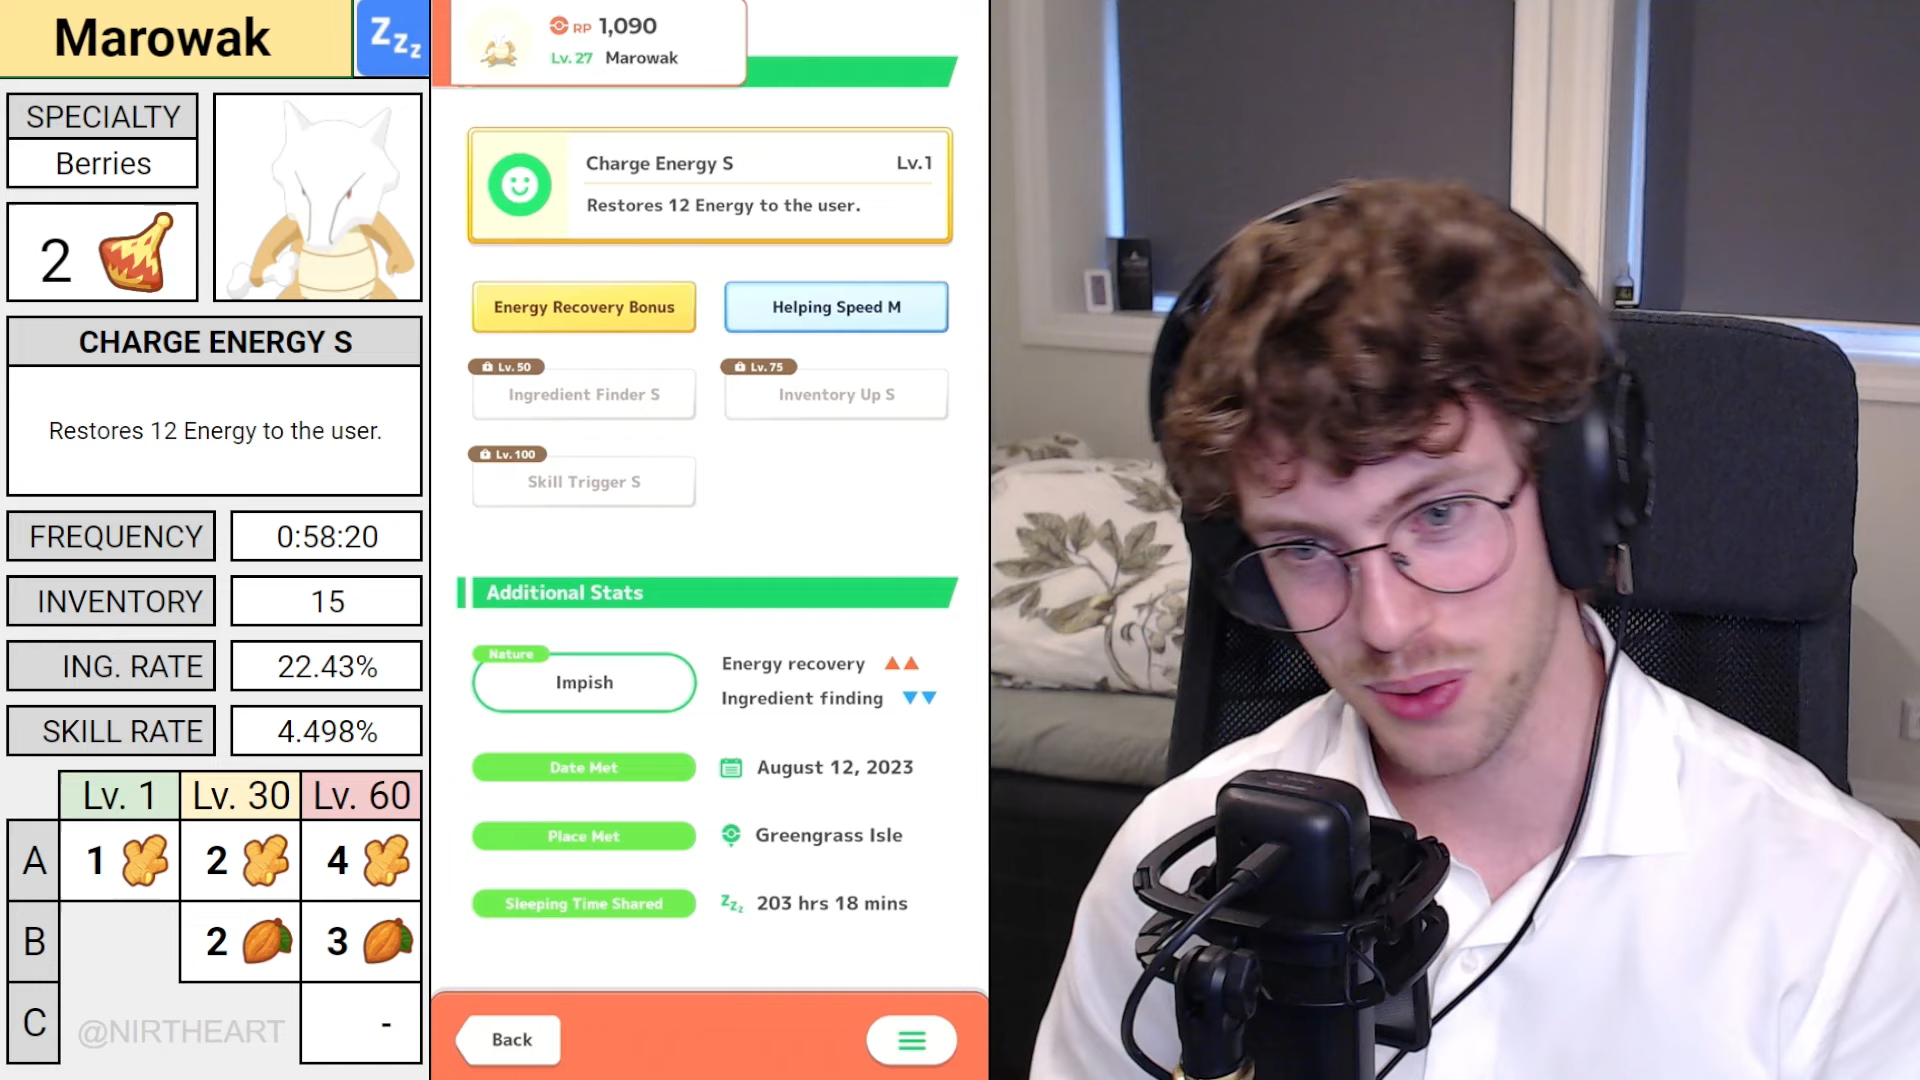 Marowak
Zzz
SPECIALTY
Berries
2
CHARGE ENERGY S
Restores 12 Energy to the user.
FREQUENCY 0:58:20
INVENTORY 15
ING. RATE 22.43%
SKILL RATE 4.498%
Lv. 1 Lv. 30 Lv. 60
A 1 2 4
B 2 3
C -
@NIRTHEART
RP 1,090
Lv. 27 Marowak
Charge Energy S Lv.1
Restores 12 Energy to the user.
Energy Recovery Bonus Helping Speed M
Lv. 50 Lv. 75
Ingredient Finder S Inventory Up S
Lv. 100
Skill Trigger S
Additional Stats
Nature
Impish
Energy recovery
Ingredient finding
Date Met August 12, 2023
Place Met Greengrass Isle
Sleeping Time Shared Zzz 203 hrs 18 mins
Back